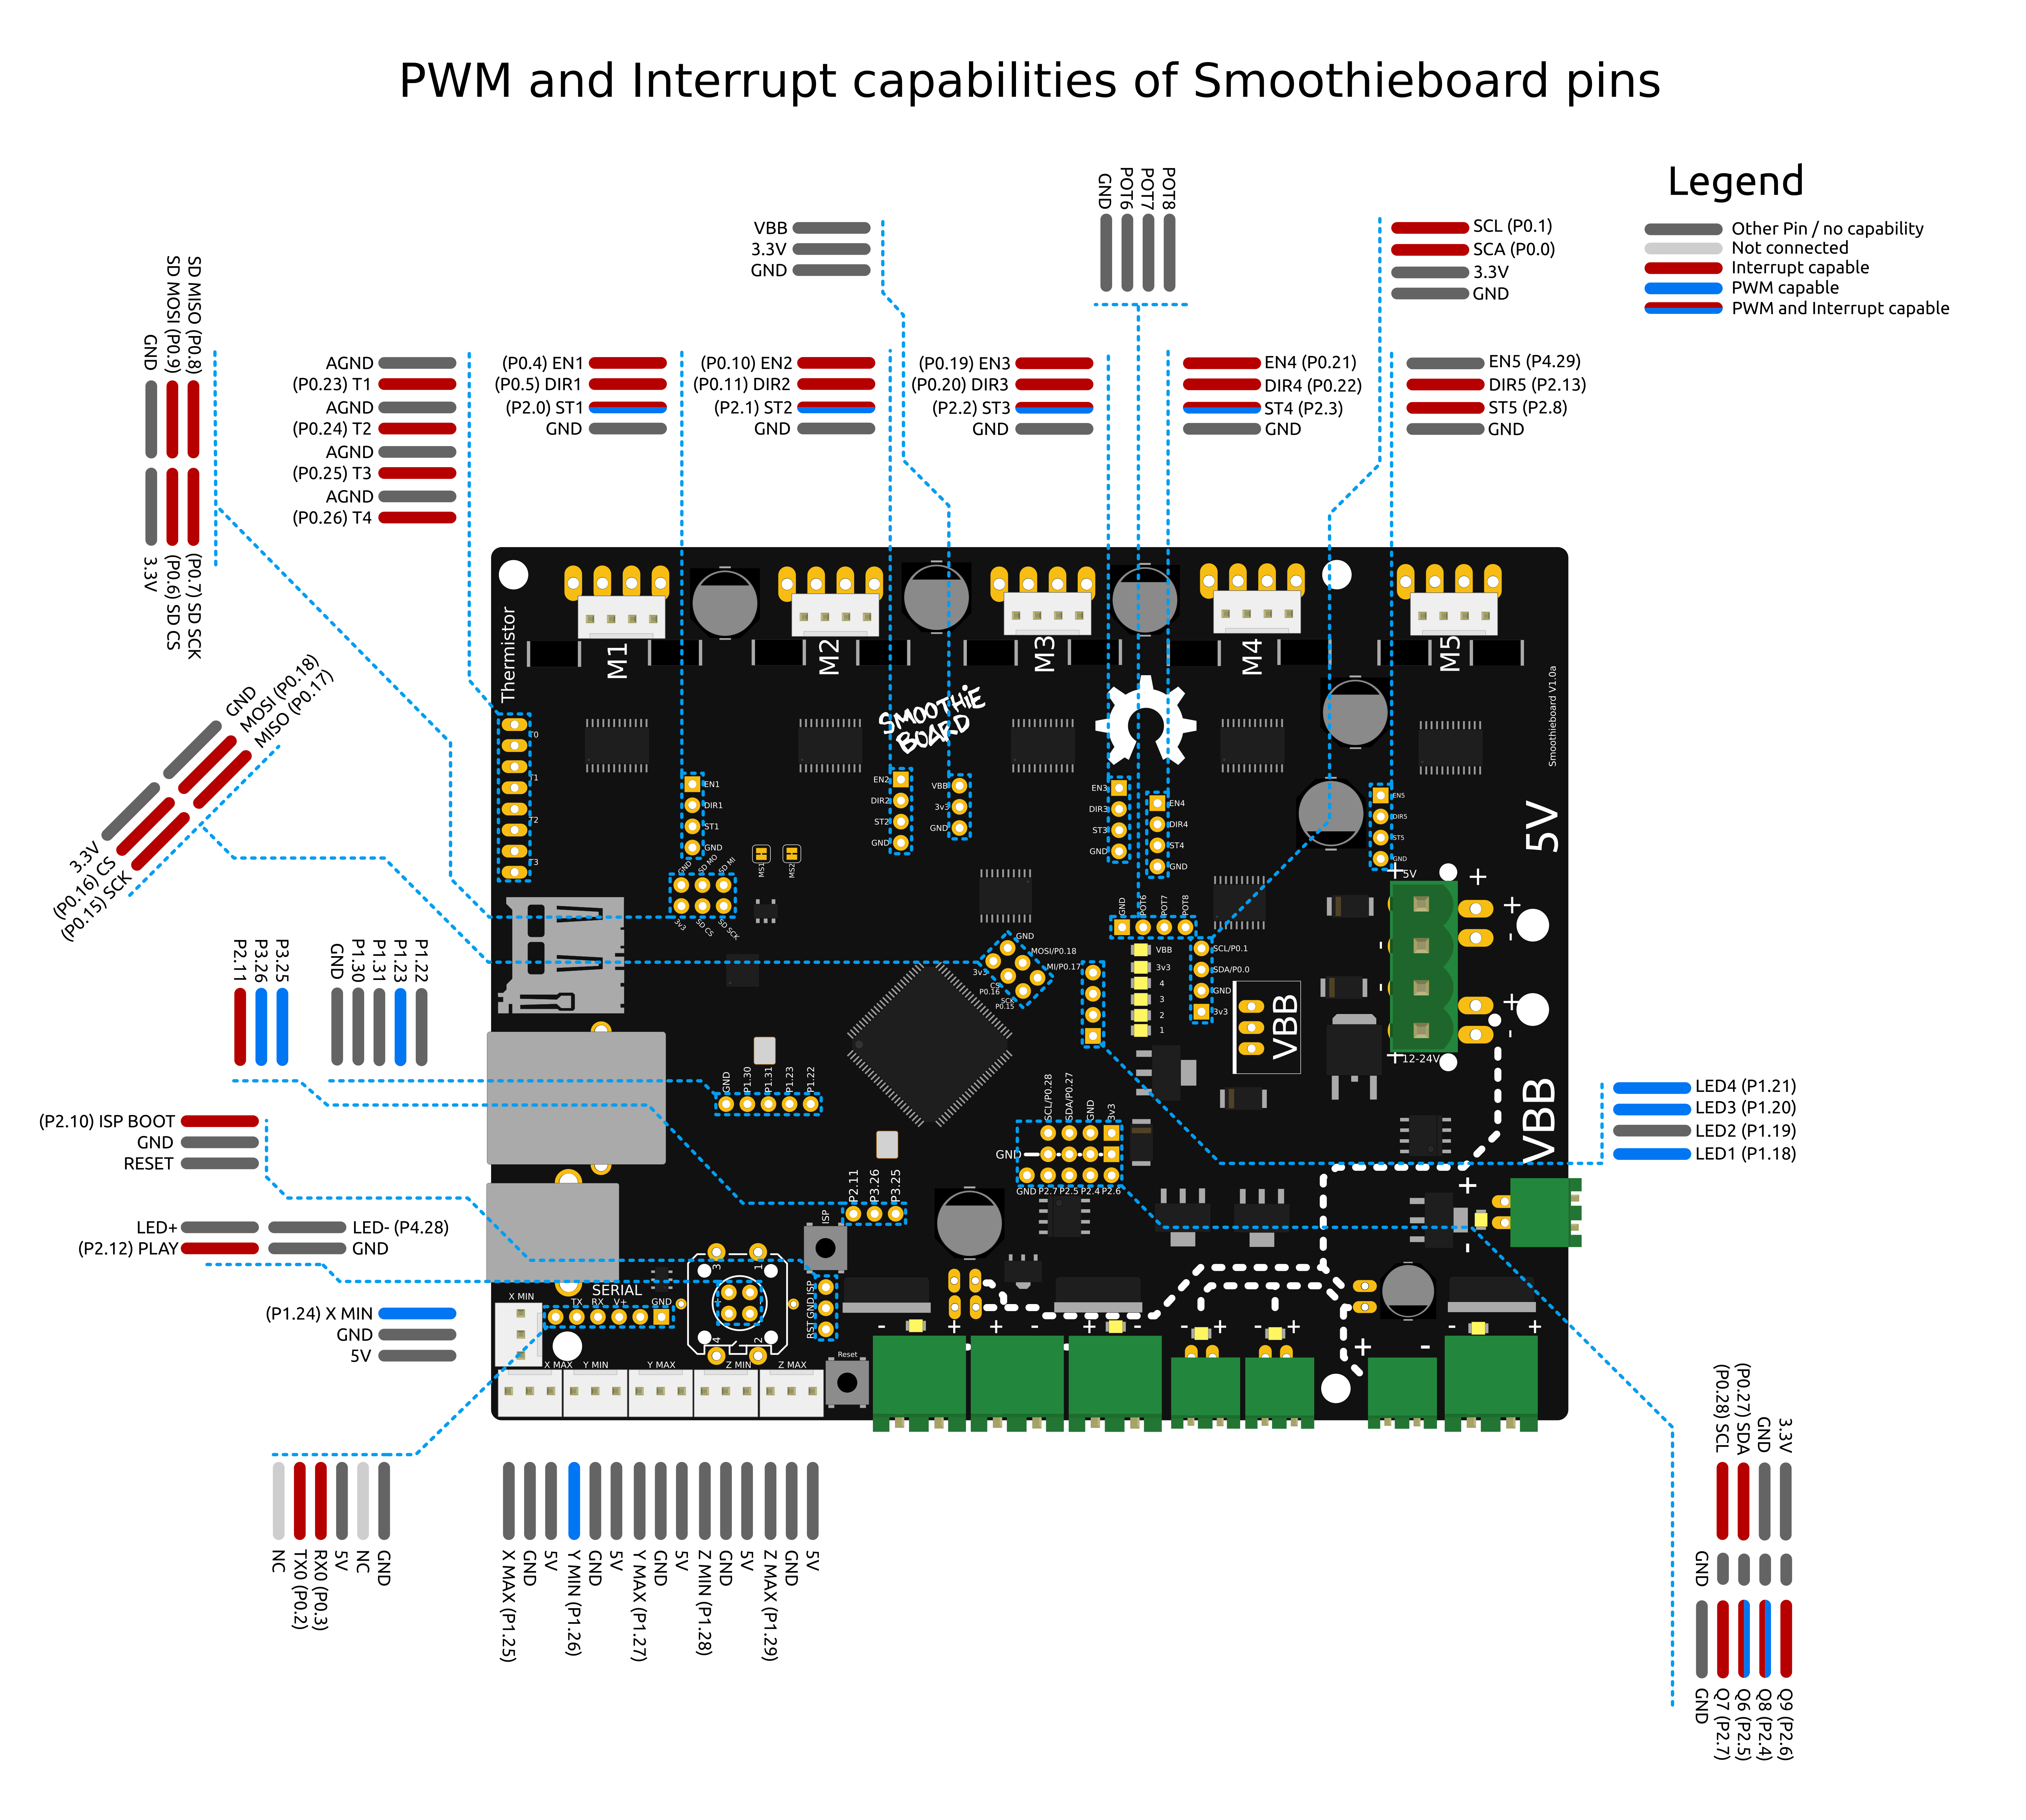 PWM and Interrupt capabilities of Smoothieboard pins
Legend
Other Pin / no capability
Not connected
Interrupt capable
PWM capable
PWM and Interrupt capable
VBB
3.3V
GND
GND
POT6
POT7
POT8
SCL (P0.1)
SCA (P0.0)
3.3V
GND
GND
SD MOSI (P0.9)
SD MISO (P0.8)
3.3V
(P0.6) SD CS
(P0.7) SD SCK
AGND
(P0.23) T1
AGND
(P0.24) T2
AGND
(P0.25) T3
AGND
(P0.26) T4
(P0.4) EN1
(P0.5) DIR1
(P2.0) ST1
GND
(P0.10) EN2
(P0.11) DIR2
(P2.1) ST2
GND
(P0.19) EN3
(P0.20) DIR3
(P2.2) ST3
GND
EN4 (P0.21)
DIR4 (P0.22)
ST4 (P2.3)
GND
EN5 (P4.29)
DIR5 (P2.13)
ST5 (P2.8)
GND
GND
MOSI (P0.18)
MISO (P0.17)
3.3V
(P0.16) CS
(P0.15) SCK
P2.11
P3.26
P3.25
GND
P1.30
P1.31
P1.23
P1.22
(P2.10) ISP BOOT
GND
RESET
LED+
LED- (P4.28)
(P2.12) PLAY
GND
(P1.24) X MIN
GND
5V
NC
TX0 (P0.2)
RX0 (P0.3)
5V
NC
GND
X MAX (P1.25)
GND
5V
Y MIN (P1.26)
GND
5V
Y MAX (P1.27)
GND
5V
Z MIN (P1.28)
GND
5V
Z MAX (P1.29)
GND
5V
LED4 (P1.21)
LED3 (P1.20)
LED2 (P1.19)
LED1 (P1.18)
(P0.28) SCL
(P0.27) SDA
GND
3.3V
GND
GND
Q7 (P2.7)
Q6 (P2.5)
Q8 (P2.4)
Q9 (P2.6)
Thermistor
M1
M2
M3
M4
M5
Smoothieboard V1.0a
SMOOTHIE
BOARD
T0
T1
T2
T3
EN1
DIR1
ST1
GND
EN2
DIR2
ST2
GND
VBB
3v3
GND
EN3
DIR3
ST3
GND
EN4
DIR4
ST4
GND
EN5
DIR5
ST5
GND
MS1
MS2
GND
SD MO
SD MI
3v3
SD CS
SD SCK
5V
+
5V
+
+
-
-
+
-
+
12-24V
VBB
GND
POT6
POT7
POT8
VBB
3v3
4
3
2
1
SCL/P0.1
SDA/P0.0
GND
3v3
VBB
GND
MOSI/P0.18
MI/P0.17
3v3
CS
P0.16
SCK
P0.15
GND
P1.30
P1.31
P1.23
P1.22
SCL/P0.28
SDA/P0.27
GND
3v3
GND
GND P2.7 P2.5 P2.4 P2.6
P2.11
P3.26
P3.25
ISP
3
1
4
2
+
-
ISP
GND
RST
SERIAL
TX
RX
V+
GND
X MIN
X MAX
Y MIN
Y MAX
Z MIN
Z MAX
Reset
+
-
- + + - + - - + - + + - - +